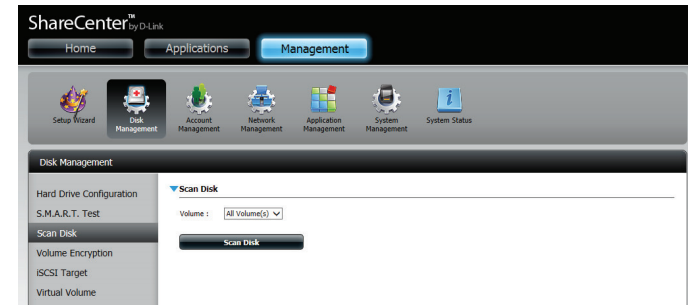 ShareCenter™ by D-Link
Home Applications Management
Setup Wizard Disk Management Account Management Network Management Application Management System Management System Status
Disk Management
Hard Drive Configuration
S.M.A.R.T. Test
Scan Disk
Volume Encryption
iSCSI Target
Virtual Volume
Scan Disk
Volume : All Volume(s)
Scan Disk